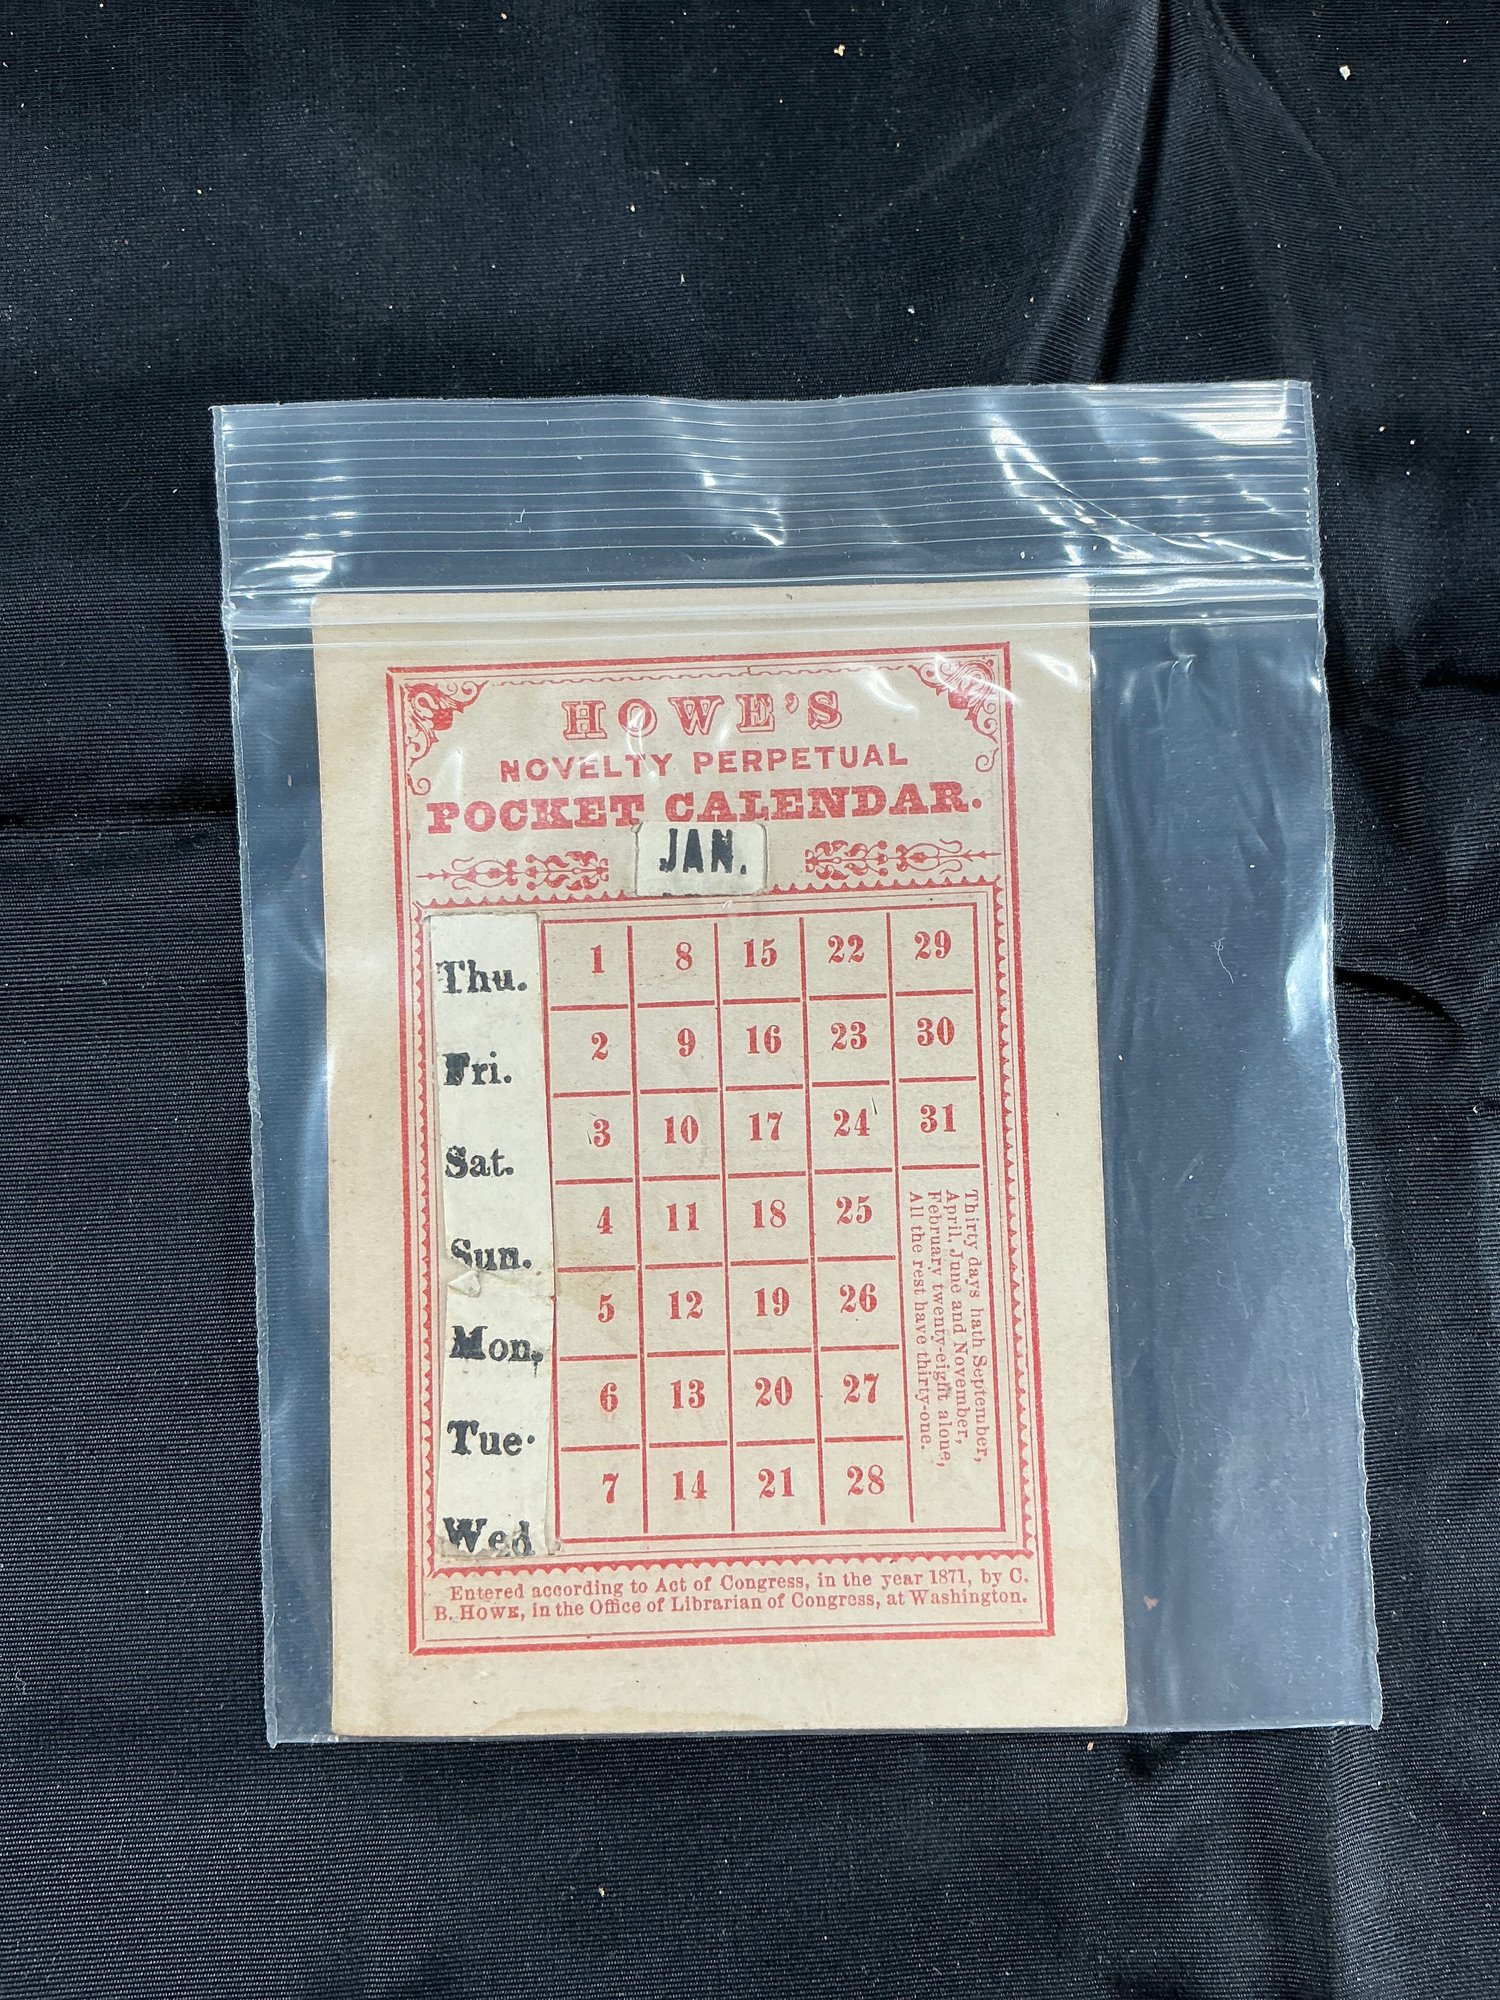 HOWE'S
NOVELTY PERPETUAL
POCKET CALENDAR.
JAN.
Thu. 1 8 15 22 29
Fri. 2 9 16 23 30
Sat. 3 10 17 24 31
Sun. 4 11 18 25
Mon. 5 12 19 26
Tue. 6 13 20 27
Wed 7 14 21 28
Thirty days hath September,
April, June and November,
February twenty-eight alone,
All the rest have thirty-one.
Entered according to Act of Congress, in the year 1871, by C.
B. HOWE, in the Office of Librarian of Congress, at Washington.